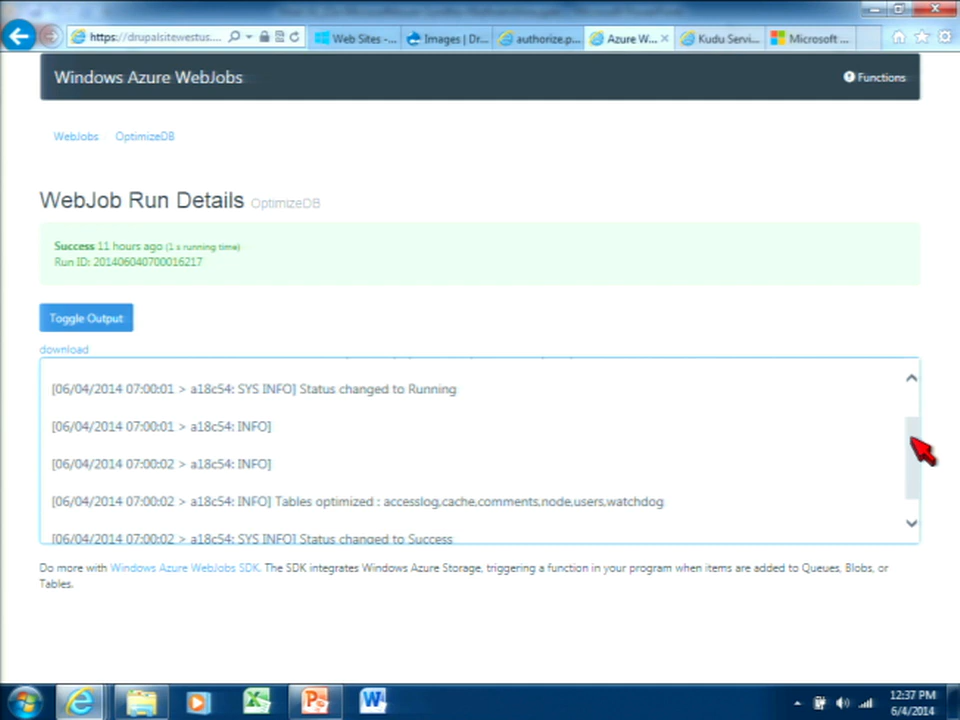 https://drupalsitewestus....
Web Sites -...
Images | Dr...
authorize.p...
Azure W...
Kudu Servi...
Microsoft ...
Windows Azure WebJobs
Functions
WebJobs OptimizeDB
WebJob Run Details OptimizeDB
Success 11 hours ago (1 s running time)
Run ID: 201406040700016217
Toggle Output
download
[06/04/2014 07:00:01 > a18c54: SYS INFO] Status changed to Running
[06/04/2014 07:00:01 > a18c54: INFO]
[06/04/2014 07:00:02 > a18c54: INFO]
[06/04/2014 07:00:02 > a18c54: INFO] Tables optimized : accesslog,cache,comments,node,users,watchdog
[06/04/2014 07:00:02 > a18c54: SYS INFO] Status changed to Success
Do more with Windows Azure WebJobs SDK. The SDK integrates Windows Azure Storage, triggering a function in your program when items are added to Queues, Blobs, or
Tables.
12:37 PM
6/4/2014